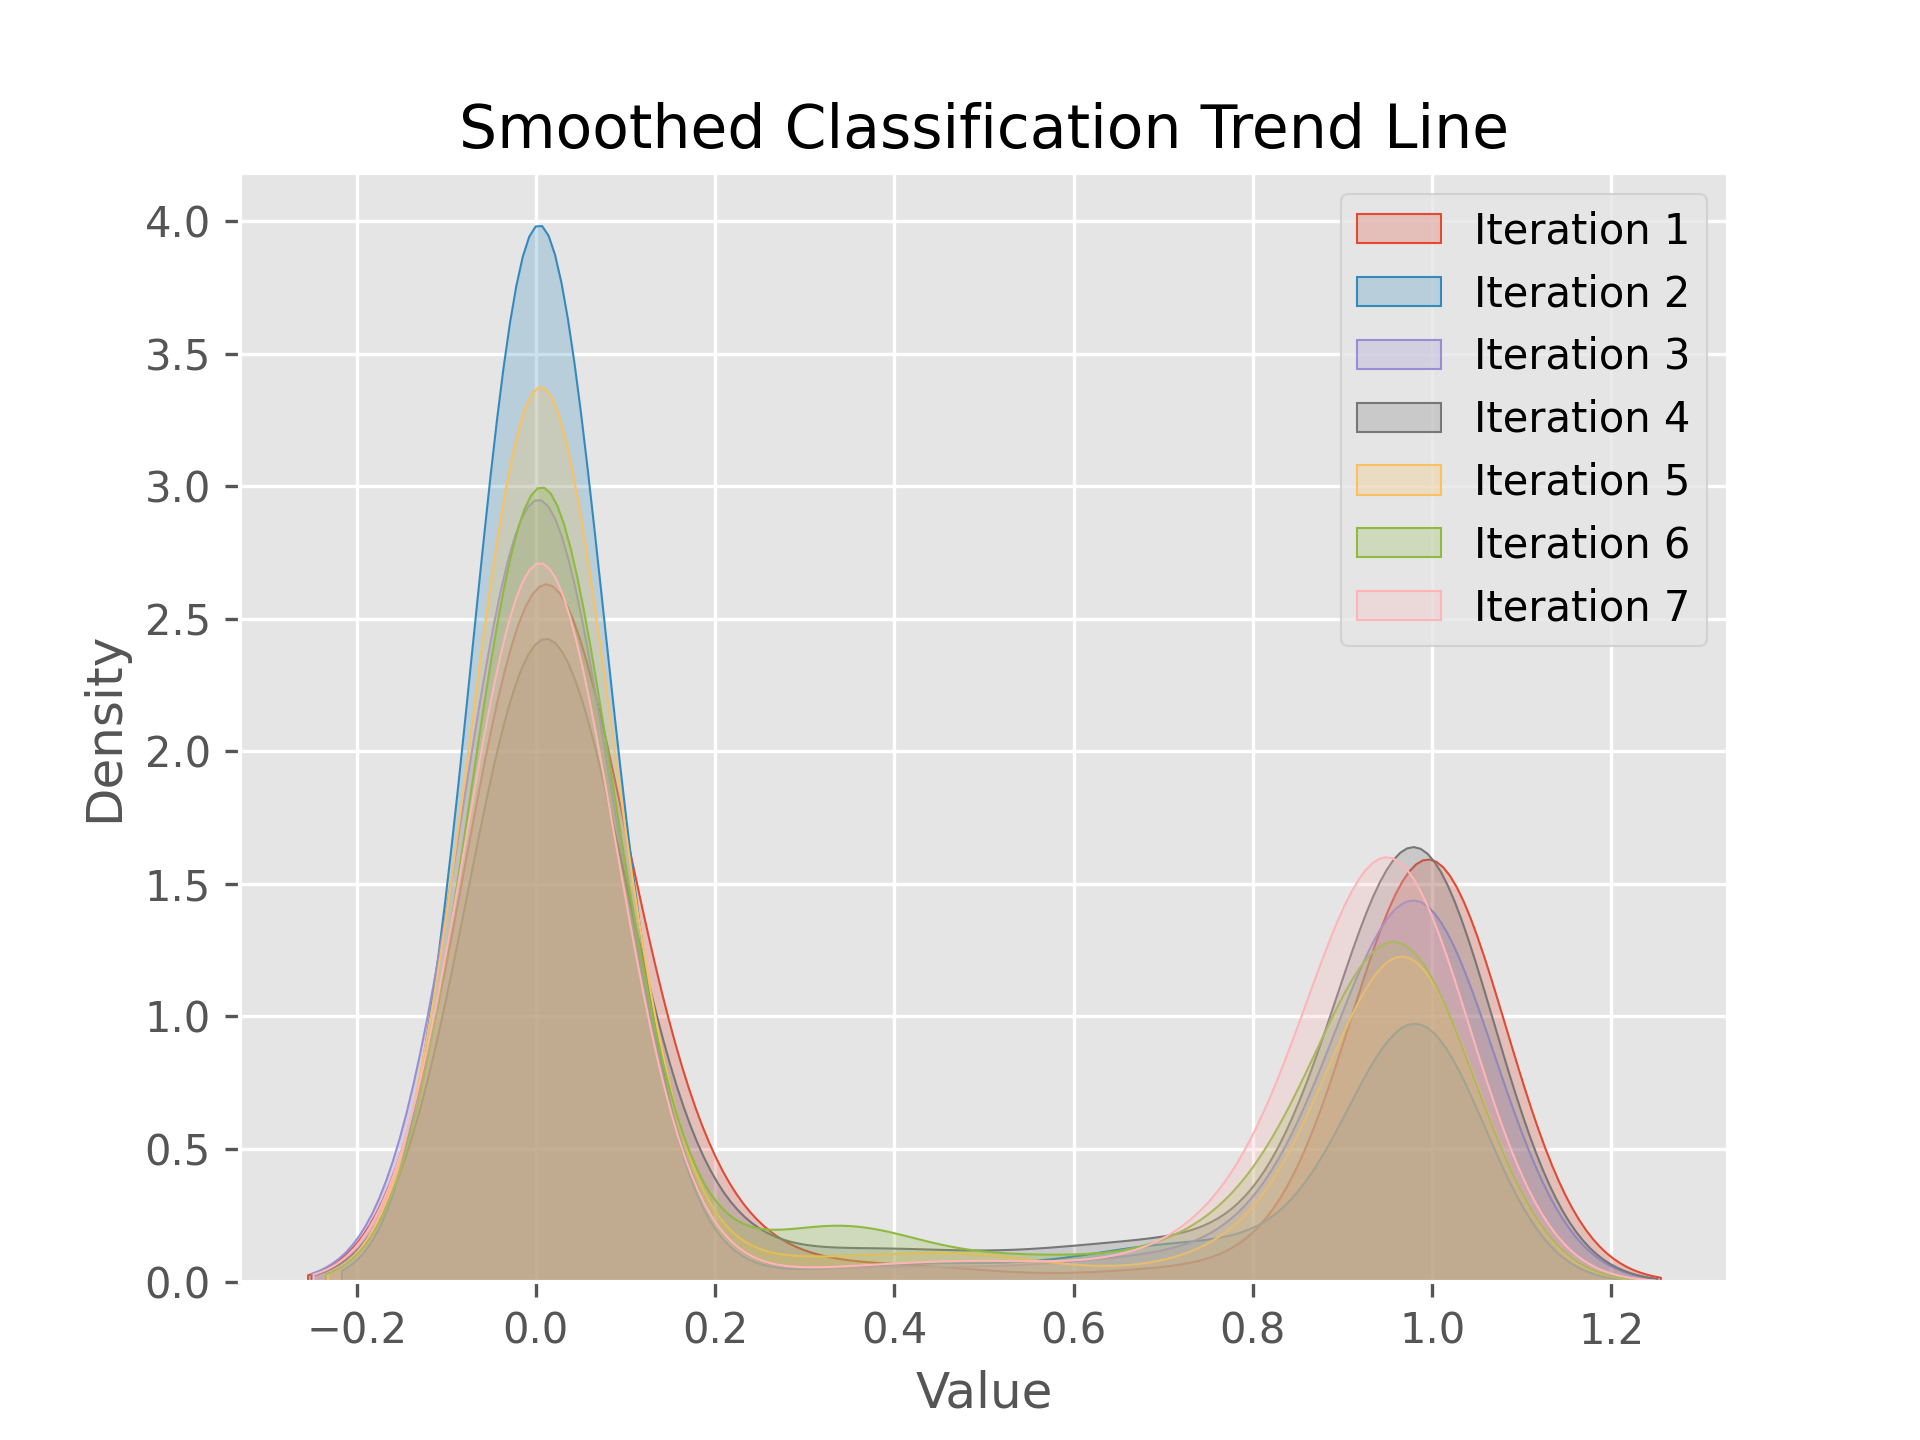 Smoothed Classification Trend Line
Iteration 1
Iteration 2
Iteration 3
Iteration 4
Iteration 5
Iteration 6
Iteration 7
Density
4.0
3.5
3.0
2.5
2.0
1.5
1.0
0.5
0.0
−0.2 0.0 0.2 0.4 0.6 0.8 1.0 1.2
Value